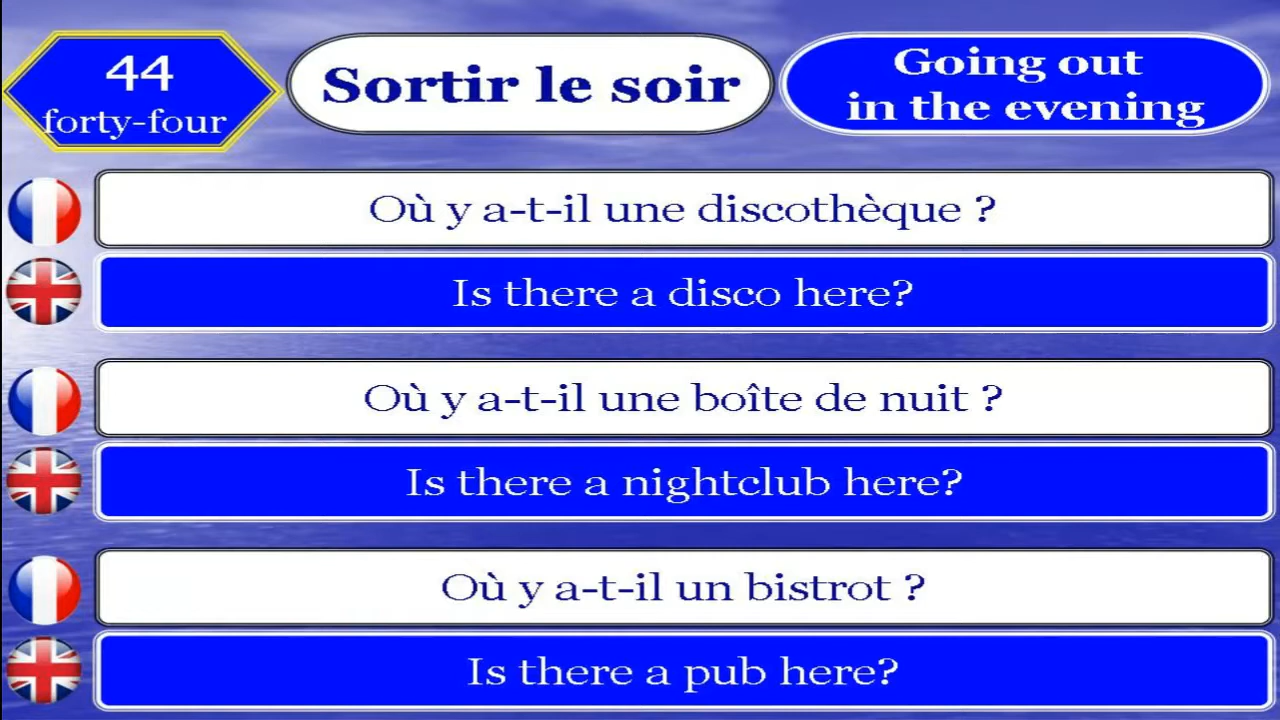 44
forty-four
Sortir le soir
Going out
in the evening
Où y a-t-il une discothèque ?
Is there a disco here?
Où y a-t-il une boîte de nuit ?
Is there a nightclub here?
Où y a-t-il un bistrot ?
Is there a pub here?